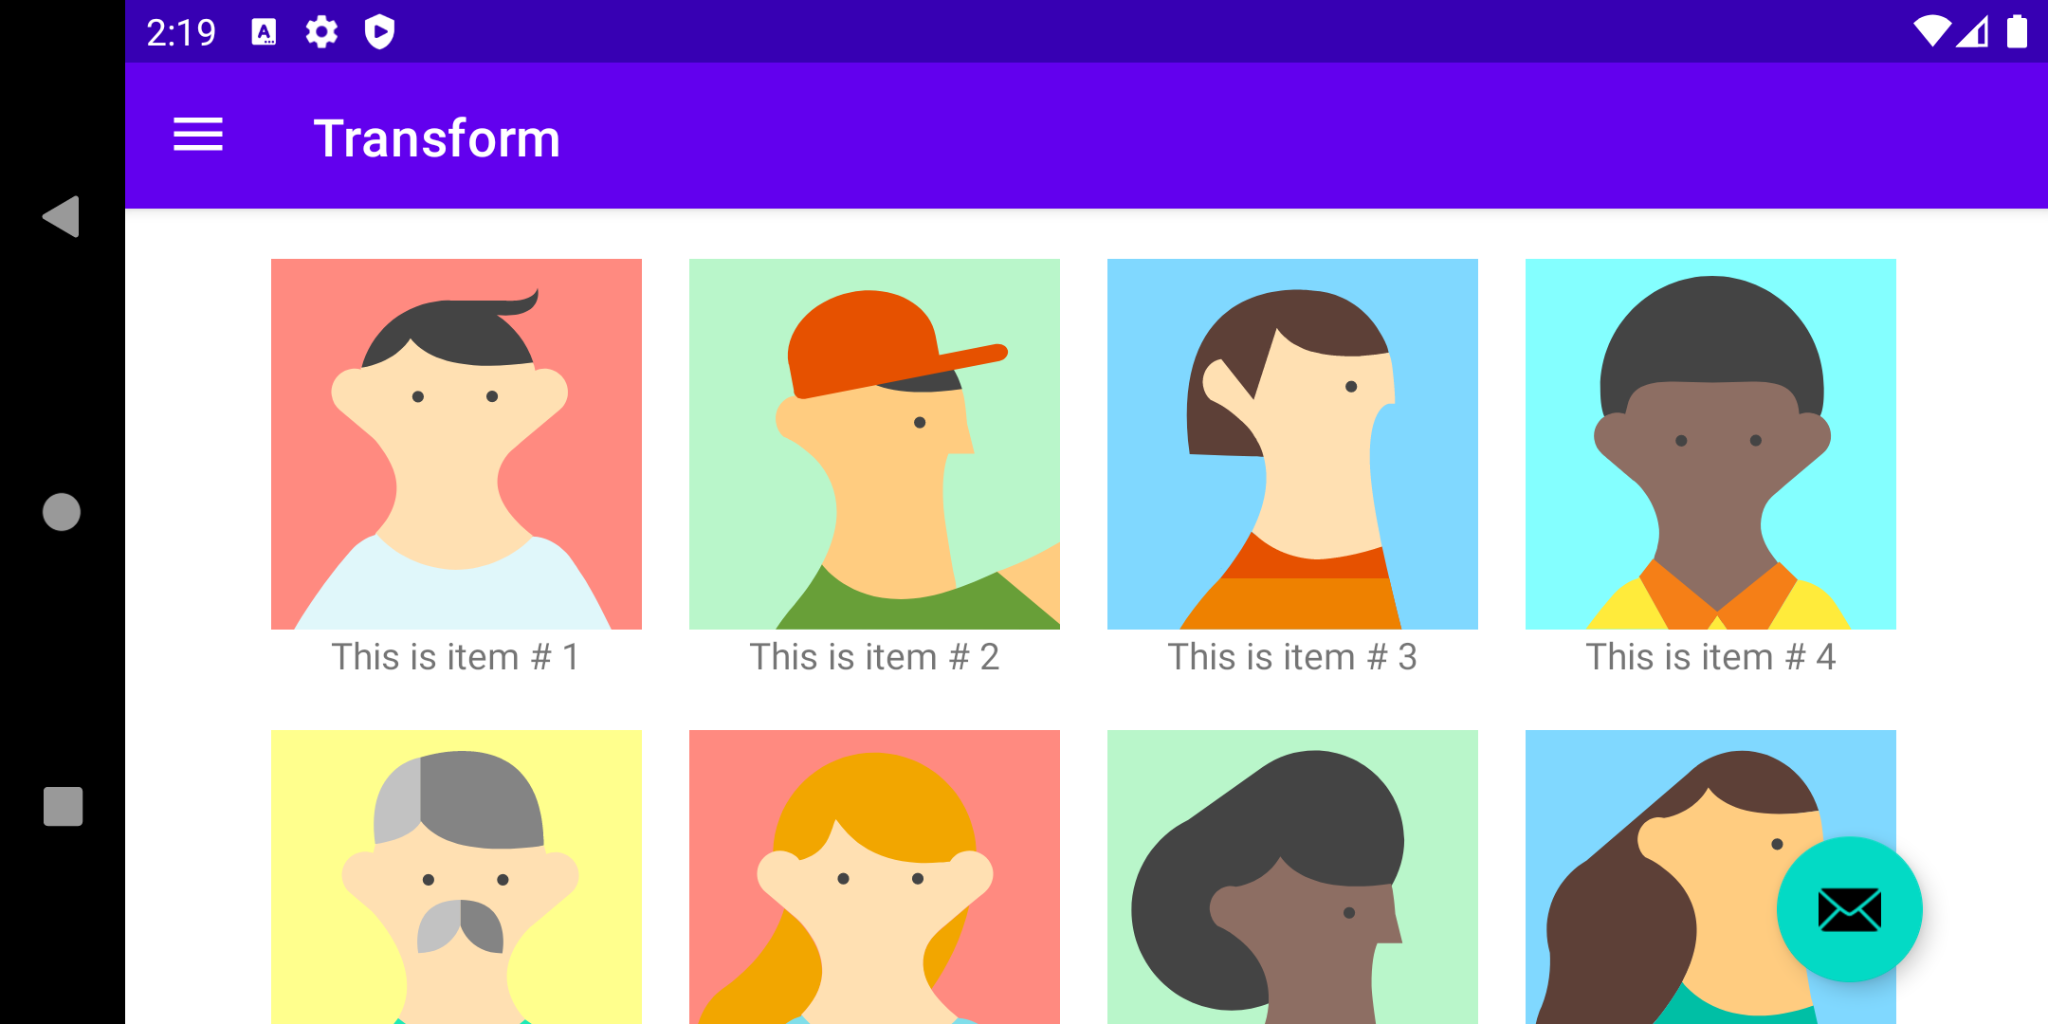 2:19
Transform
This is item # 1
This is item # 2
This is item # 3
This is item # 4